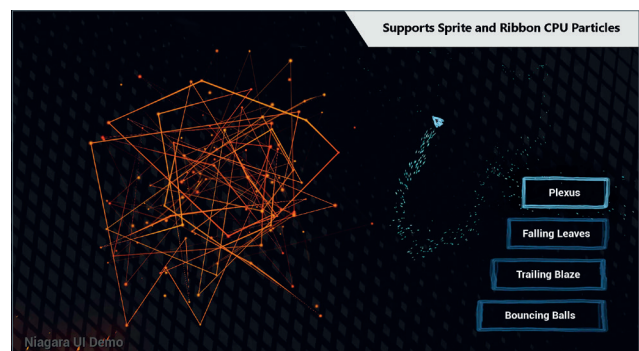 Supports Sprite and Ribbon CPU Particles
Plexus
Falling Leaves
Trailing Blaze
Bouncing Balls
Niagara UI Demo